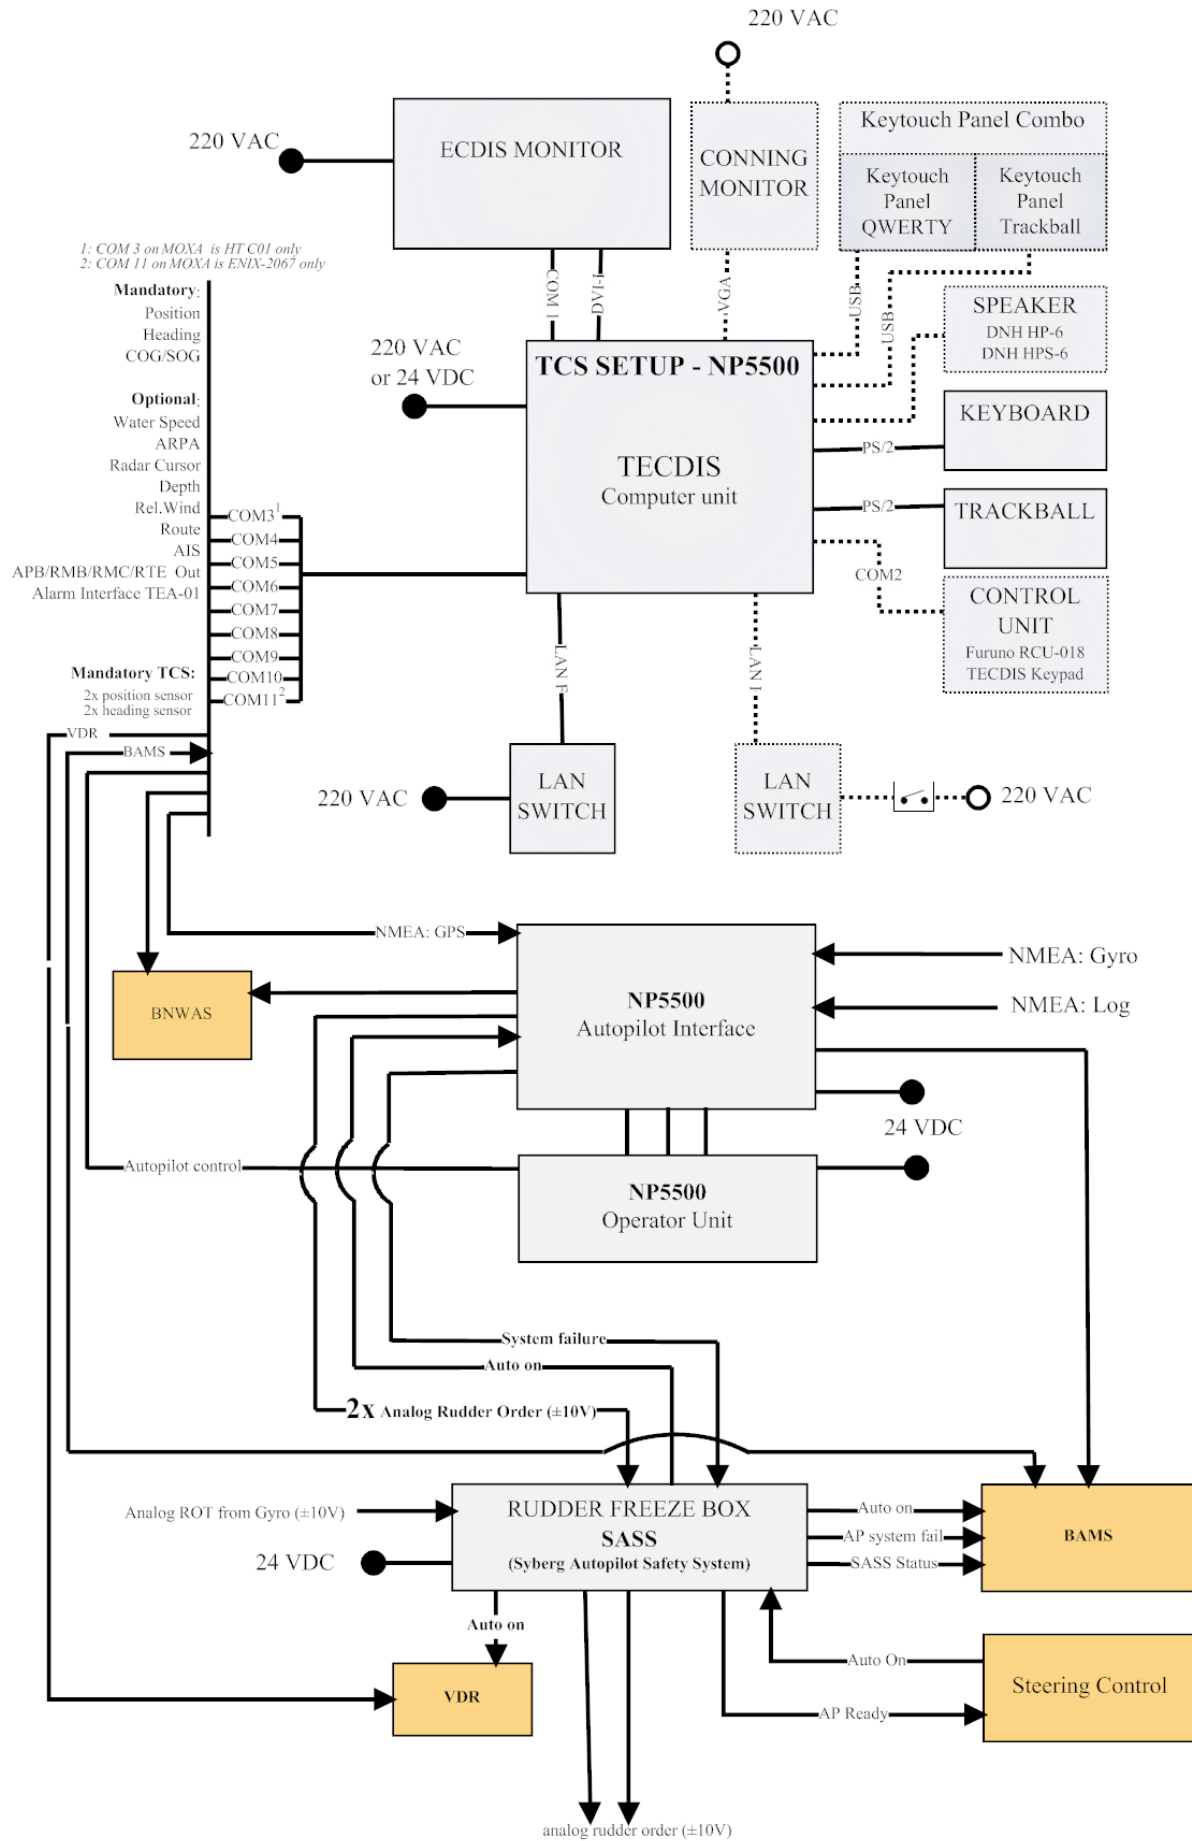 220 VAC
ECDIS MONITOR
220 VAC
CONNING
MONITOR
Keytouch Panel Combo
Keytouch
Panel
QWERTY
Keytouch
Panel
Trackball
1: COM 3 on MOXA is HT C01 only
2: COM 11 on MOXA is ENIX-2067 only
COM 1
DVI-I
VGA
USB
USB
Mandatory:
Position
Heading
COG/SOG
SPEAKER
DNH HP-6
DNH HPS-6
220 VAC
or 24 VDC
TCS SETUP - NP5500
TECDIS
Computer unit
KEYBOARD
PS/2
TRACKBALL
PS/2
COM2
CONTROL
UNIT
Furuno RCU-018
TECDIS Keypad
Optional:
Water Speed
ARPA
Radar Cursor
Depth
Rel.Wind
Route
AIS
APB/RMB/RMC/RTE Out
Alarm Interface TEA-01
COM3¹
COM4
COM5
COM6
COM7
COM8
COM9
COM10
COM11²
Mandatory TCS:
2x position sensor
2x heading sensor
VDR
BAMS
LAN F
LAN I
220 VAC
LAN
SWITCH
LAN
SWITCH
220 VAC
NMEA: GPS
NP5500
Autopilot Interface
NMEA: Gyro
NMEA: Log
BNWAS
24 VDC
Autopilot control
NP5500
Operator Unit
System failure
Auto on
2x Analog Rudder Order (±10V)
Analog ROT from Gyro (±10V)
24 VDC
RUDDER FREEZE BOX
SASS
(Syberg Autopilot Safety System)
Auto on
AP system fail
SASS Status
BAMS
Auto on
VDR
Auto On
AP Ready
Steering Control
analog rudder order (±10V)